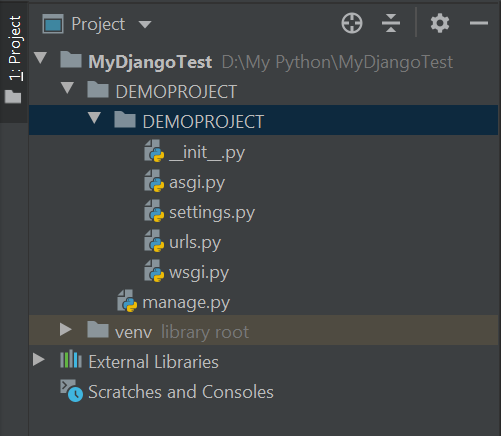 Project
1: Project
MyDjangoTest D:\My Python\MyDjangoTest
DEMOPROJECT
DEMOPROJECT
__init__.py
asgi.py
settings.py
urls.py
wsgi.py
manage.py
venv library root
External Libraries
Scratches and Consoles